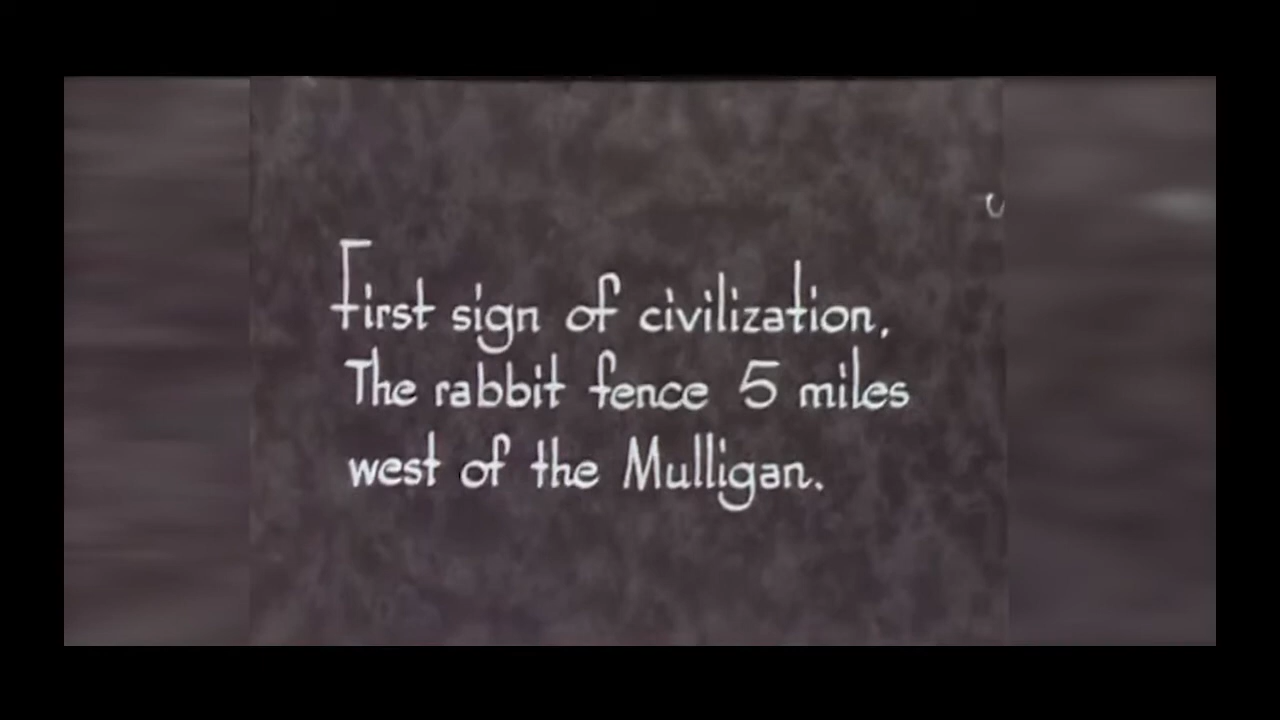 First sign of civilization.
The rabbit fence 5 miles
west of the Mulligan.